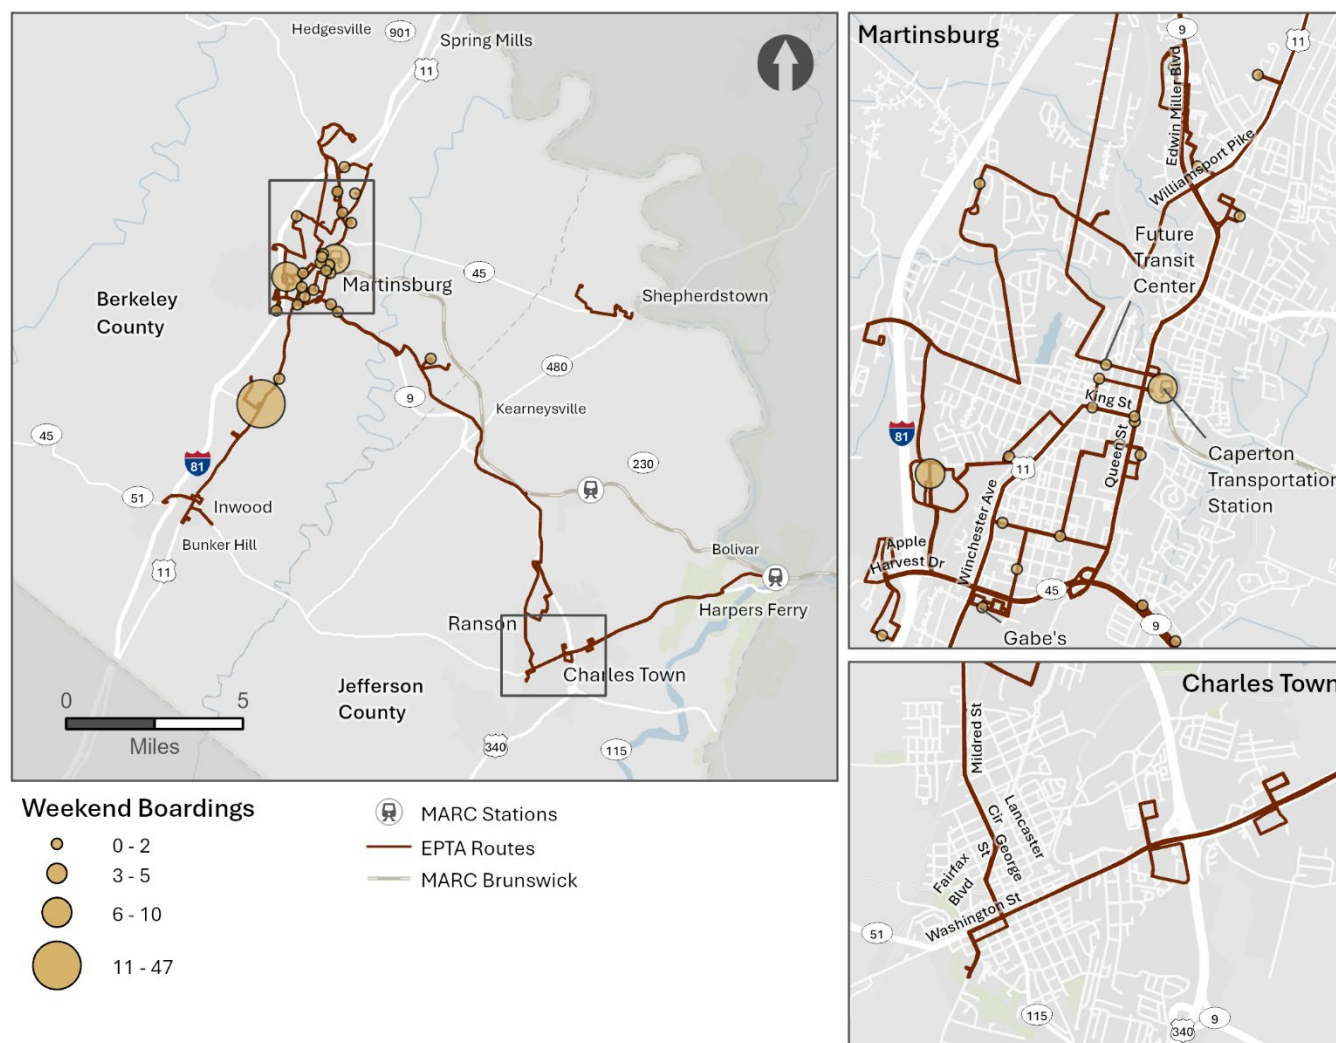 Hedgesville
901
Spring Mills
11
Berkeley
County
Martinsburg
45
Shepherdstown
480
9
Kearneysville
45
81
51
Inwood
Bunker Hill
11
230
Bolivar
Harpers Ferry
Ranson
Charles Town
Jefferson
County
340
115
0
5
Miles
Martinsburg
9
11
Edwin Miller Blvd
Williamsport Pike
Future
Transit
Center
King St
81
11
Queen St
Caperton
Transportation
Station
Winchester Ave
Apple
Harvest Dr
45
9
Gabe's
Charles Town
Mildred St
Lancaster
Cir
George
St
Fairfax
Blvd
Washington St
51
115
340
9
Weekend Boardings
0 - 2
3 - 5
6 - 10
11 - 47
MARC Stations
EPTA Routes
MARC Brunswick